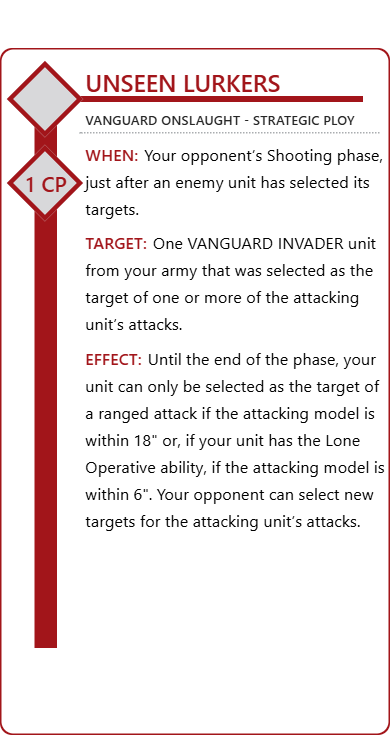 UNSEEN LURKERS
VANGUARD ONSLAUGHT - STRATEGIC PLOY
1 CP
WHEN: Your opponent's Shooting phase,
just after an enemy unit has selected its
targets.
TARGET: One VANGUARD INVADER unit
from your army that was selected as the
target of one or more of the attacking
unit's attacks.
EFFECT: Until the end of the phase, your
unit can only be selected as the target of
a ranged attack if the attacking model is
within 18" or, if your unit has the Lone
Operative ability, if the attacking model is
within 6". Your opponent can select new
targets for the attacking unit's attacks.